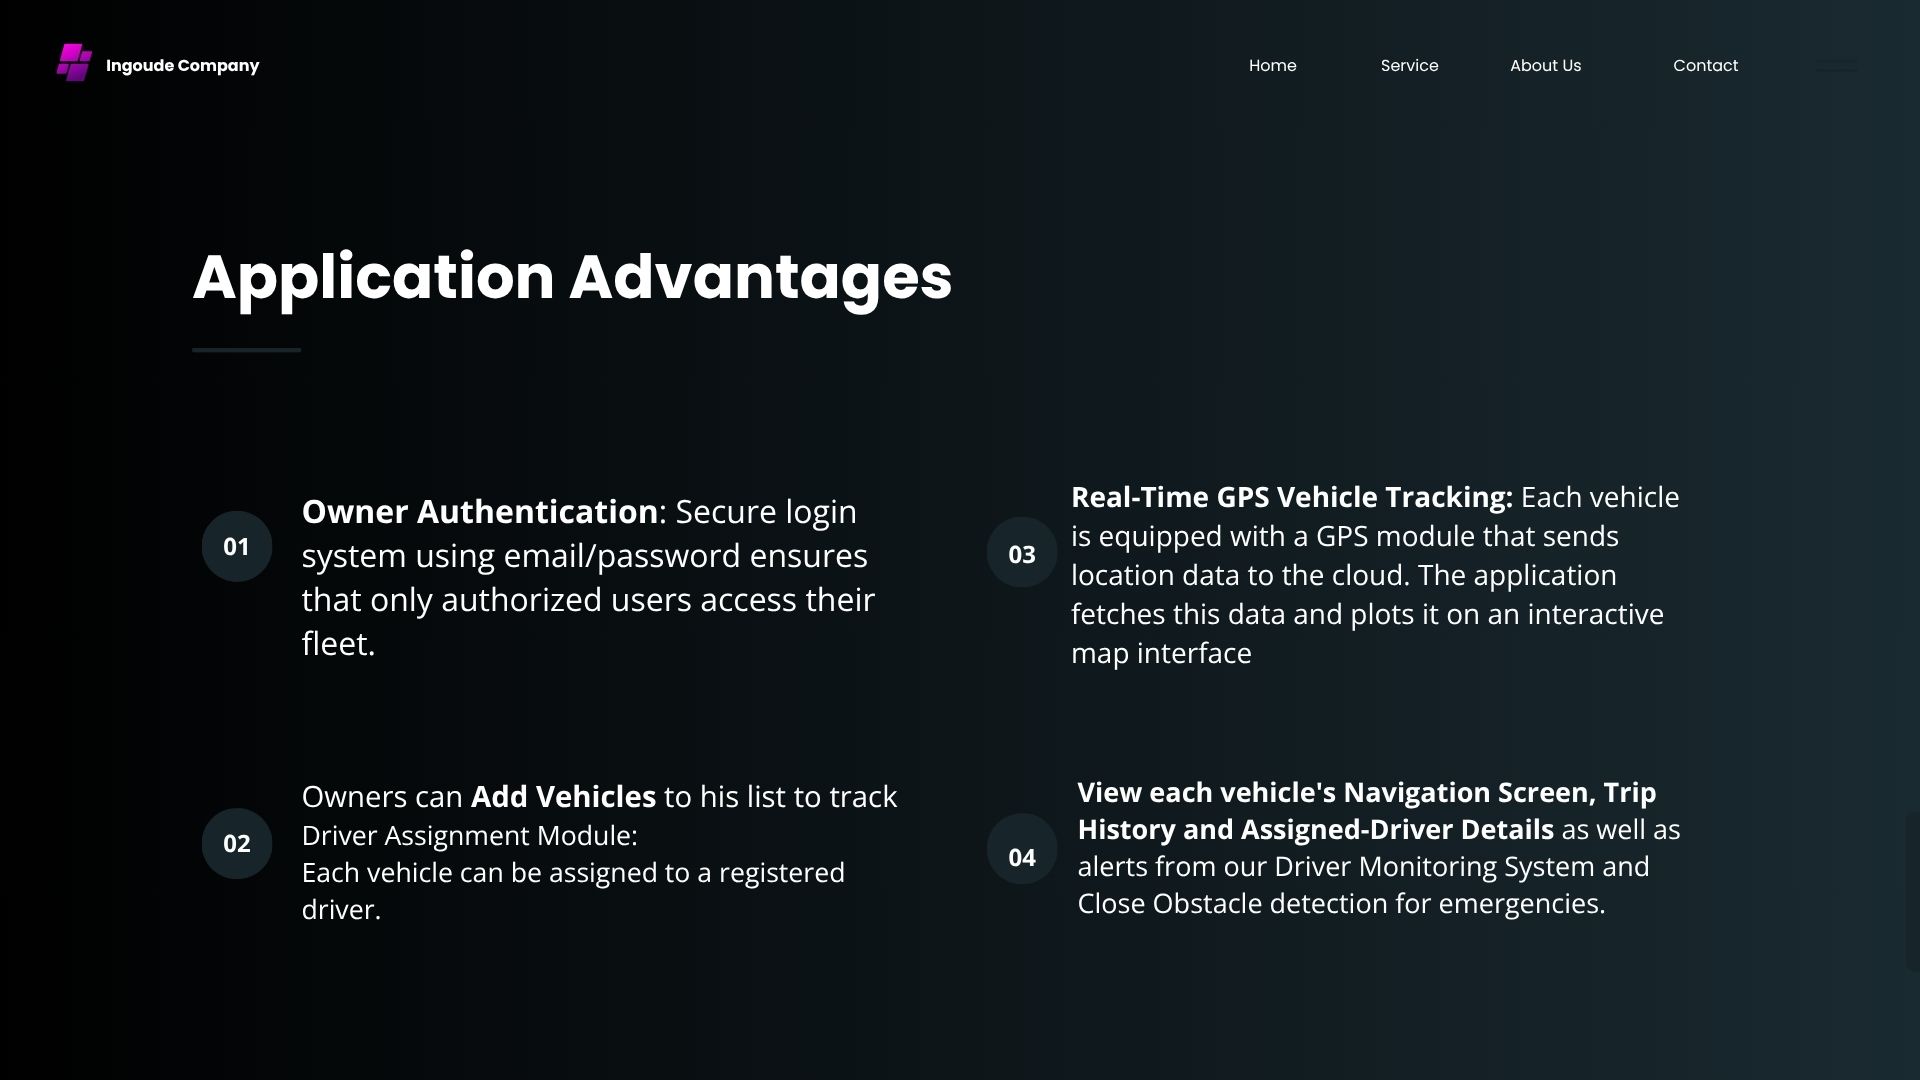 Ingoude Company
Home
Service
About Us
Contact
Application Advantages
01
Owner Authentication: Secure login
system using email/password ensures
that only authorized users access their
fleet.
02
Owners can Add Vehicles to his list to track
Driver Assignment Module:
Each vehicle can be assigned to a registered
driver.
03
Real-Time GPS Vehicle Tracking: Each vehicle
is equipped with a GPS module that sends
location data to the cloud. The application
fetches this data and plots it on an interactive
map interface
04
View each vehicle's Navigation Screen, Trip
History and Assigned-Driver Details as well as
alerts from our Driver Monitoring System and
Close Obstacle detection for emergencies.